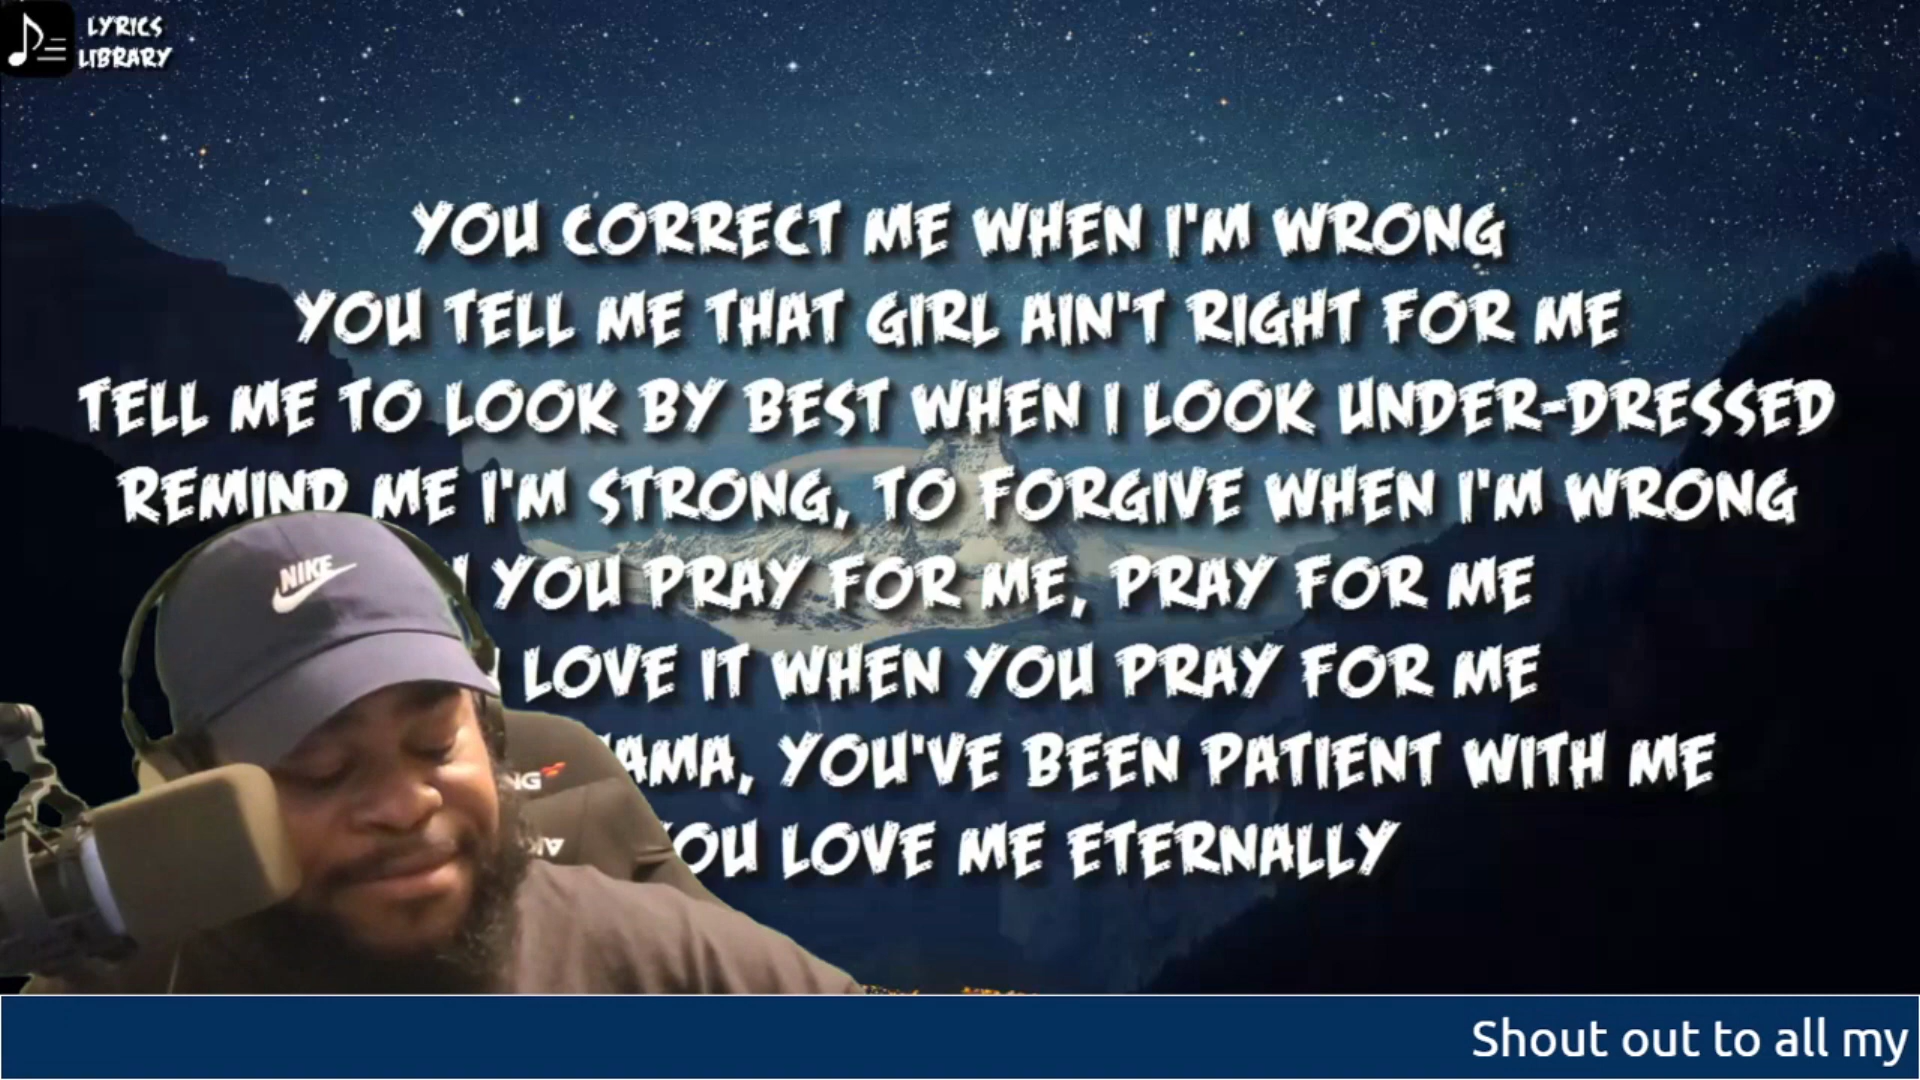 LYRICS
LIBRARY
YOU CORRECT ME WHEN I'M WRONG
YOU TELL ME THAT GIRL AIN'T RIGHT FOR ME
TELL ME TO LOOK BY BEST WHEN I LOOK UNDER-DRESSED
REMIND ME I'M STRONG, TO FORGIVE WHEN I'M WRONG
YOU PRAY FOR ME, PRAY FOR ME
LOVE IT WHEN YOU PRAY FOR ME
AMA, YOU'VE BEEN PATIENT WITH ME
OU LOVE ME ETERNALLY
NIKE
NG
Shout out to all my